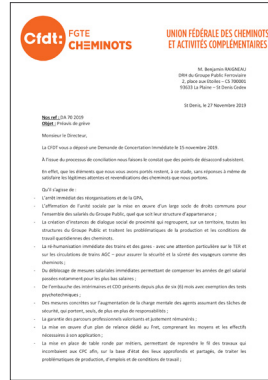 Cfdt:
FGTE
CHEMINOTS
UNION FÉDÉRALE DES CHEMINOTS
ET ACTIVITÉS COMPLÉMENTAIRES
M. Benjamin RAIGNEAU
DRH du Groupe Public Ferroviaire
2, place aux Etoiles – CS 700001
93633 La Plaine – St Denis Cedex
St Denis, le 27 Novembre 2019
Nos réf : DA 70 2019
Objet : Préavis de grève
Monsieur le Directeur,
La CFDT vous a déposé une Demande de Concertation Immédiate le 15 novembre 2019.
À l'issue du processus de conciliation nous faisons le constat que des points de désaccord subsistent.
En effet, que les éléments que nous vous avons portés restent, à ce stade, sans réponses à même de
satisfaire les légitimes attentes et revendications des cheminots que nous portons.
Qu'il s'agisse de :
- L'arrêt immédiat des réorganisations et de la GPA,
- L'affirmation de l'unité sociale par la mise en œuvre d'un large socle de droits communs pour
l'ensemble des salariés du Groupe Public, quel que soit leur structure d'appartenance ;
- La création d'instances de dialogue social de proximité qui regroupent, sur un territoire, toutes les
structures du Groupe Public et traitent les problématiques de la production et les conditions de
travail quotidiennes des cheminots.
- La ré-humanisation immédiate des trains et des gares - avec une attention particulière sur le TER et
sur les circulations de trains AGC – pour assurer la sécurité et la sûreté des voyageurs comme des
cheminots ;
- Du déblocage de mesures salariales immédiates permettant de compenser les années de gel salarial
posées notamment pour les plus bas salaires ;
- De l'embauche des intérimaires et CDD présents depuis plus de six (6) mois avec exemption des tests
psychotechniques ;
- Des mesures concrètes sur l'augmentation de la charge mentale des agents assumant des tâches de
sécurité, qui portent, seuls, de plus en plus de responsabilités ;
- La garantie des parcours professionnels valorisants et justement rémunérés ;
- La mise en œuvre d'un plan de relance dédié au Fret, comprenant les moyens et les effectifs
nécessaires à son application ;
- La mise en place de table ronde par métiers, permettant de reprendre le fil des travaux qui
incombaient aux CPC afin, sur la base d'état des lieux approfondis et partagés, de traiter les
problématiques de production, d'emplois et de conditions de travail ;